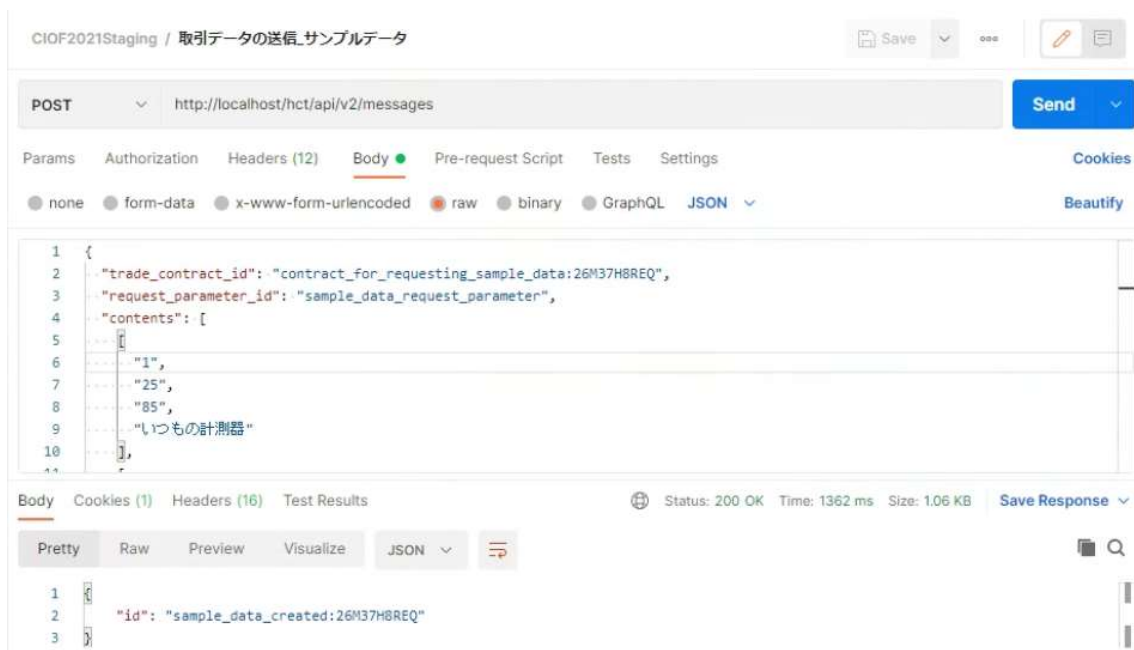 CIOF2021Staging / 取引データの送信_サンプルデータ Save ooo
POST http://localhost/hct/api/v2/messages Send
Params Authorization Headers (12) Body Pre-request Script Tests Settings Cookies
none form-data x-www-form-urlencoded raw binary GraphQL JSON Beautify
1 {
2 "trade_contract_id": "contract_for_requesting_sample_data:26M37H8REQ",
3 "request_parameter_id": "sample_data_request_parameter",
4 "contents": [
5 [
6 "1",
7 "25",
8 "85",
9 "いつもの計測器"
10 ],
Body Cookies (1) Headers (16) Test Results Status: 200 OK Time: 1362 ms Size: 1.06 KB Save Response
Pretty Raw Preview Visualize JSON
1 {
2 "id": "sample_data_created:26M37H8REQ"
3 }